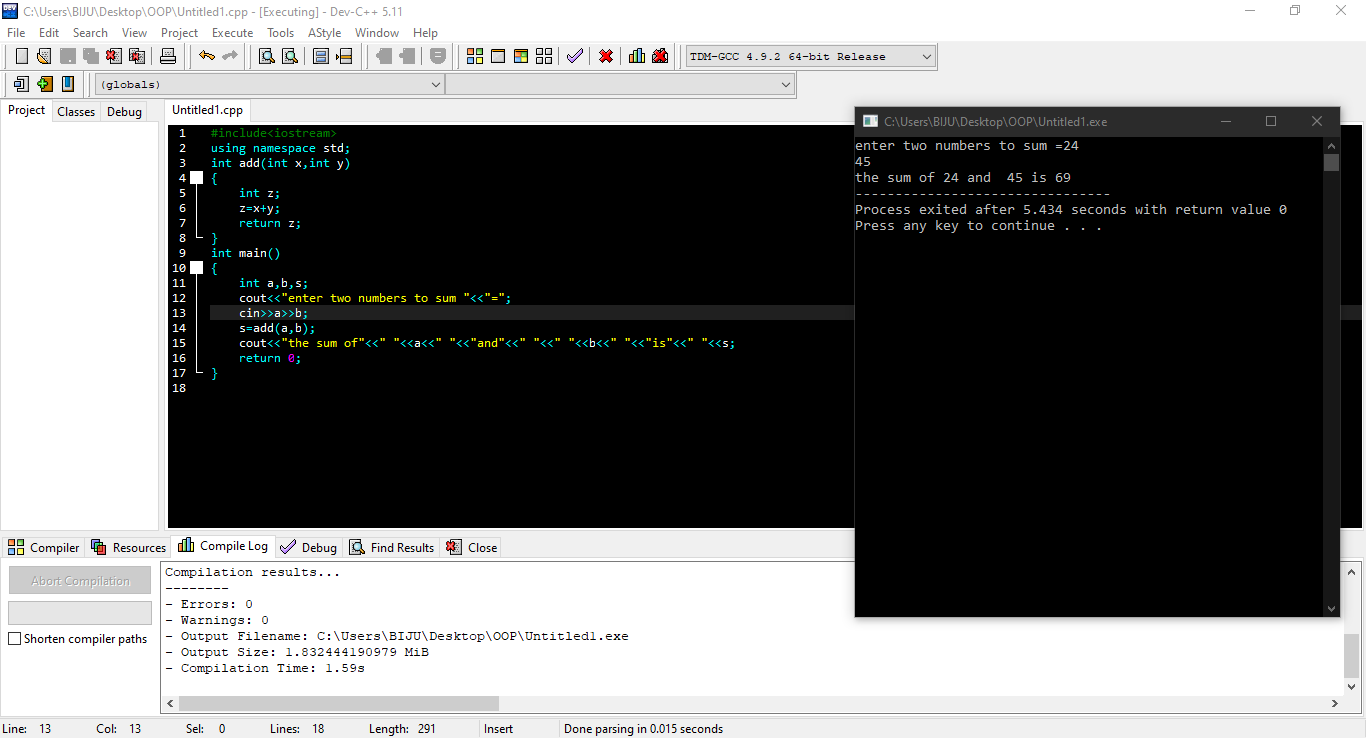 C:\Users\BIJU\Desktop\OOP\Untitled1.cpp - [Executing] - Dev-C++ 5.11
File Edit Search View Project Execute Tools AStyle Window Help
TDM-GCC 4.9.2 64-bit Release
(globals)
Project Classes Debug
Untitled1.cpp
1 #include<iostream>
2 using namespace std;
3 int add(int x,int y)
4 {
5 int z;
6 z=x+y;
7 return z;
8 }
9 int main()
10 {
11 int a,b,s;
12 cout<<"enter two numbers to sum "<<"=";
13 cin>>a>>b;
14 s=add(a,b);
15 cout<<"the sum of"<<" "<<a<<" "<<"and"<<" "<<" "<<b<<" "<<"is"<<" "<<s;
16 return 0;
17 }
18
C:\Users\BIJU\Desktop\OOP\Untitled1.exe
enter two numbers to sum =24
45
the sum of 24 and  45 is 69
--------------------------------
Process exited after 5.434 seconds with return value 0
Press any key to continue . . .
Compiler Resources Compile Log Debug Find Results Close
Abort Compilation
Shorten compiler paths
Compilation results...
--------
- Errors: 0
- Warnings: 0
- Output Filename: C:\Users\BIJU\Desktop\OOP\Untitled1.exe
- Output Size: 1.832444190979 MiB
- Compilation Time: 1.59s
Line: 13 Col: 13 Sel: 0 Lines: 18 Length: 291 Insert Done parsing in 0.015 seconds